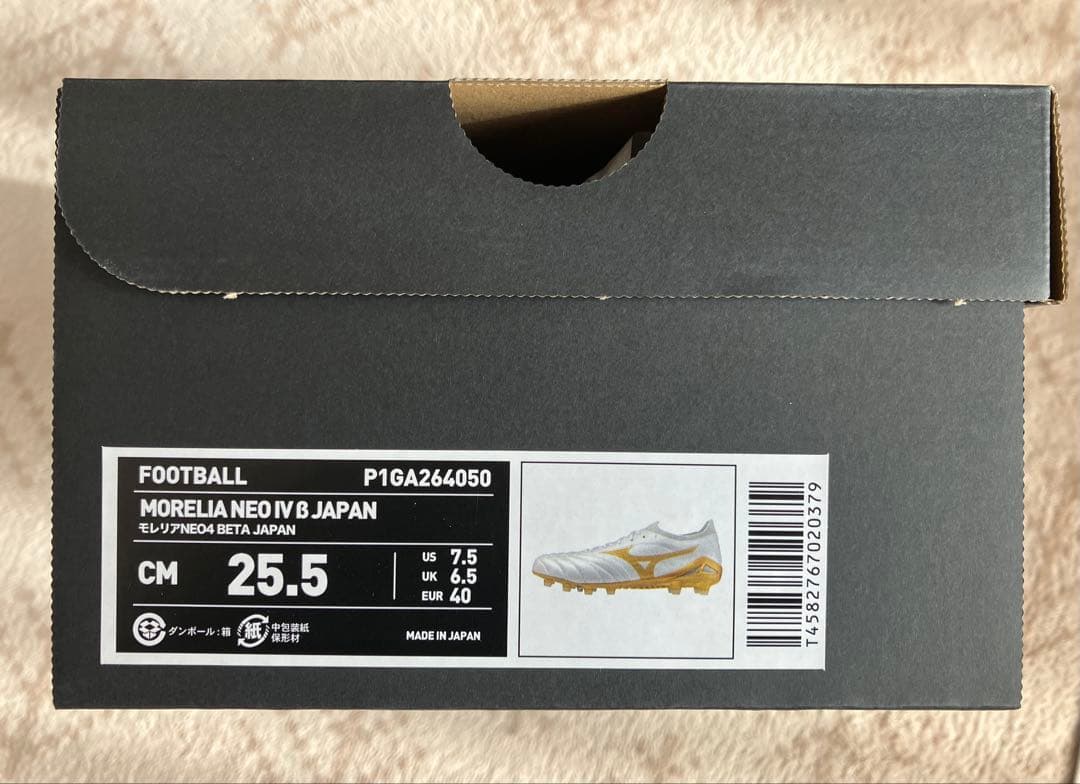 FOOTBALL P1GA264050
MORELIA NEO IV β JAPAN
モレリアNEO4 BETA JAPAN
CM 25.5
US 7.5
UK 6.5
EUR 40
ダンボール:箱
紙
中包装紙
保形材
MADE IN JAPAN
T4582767020379